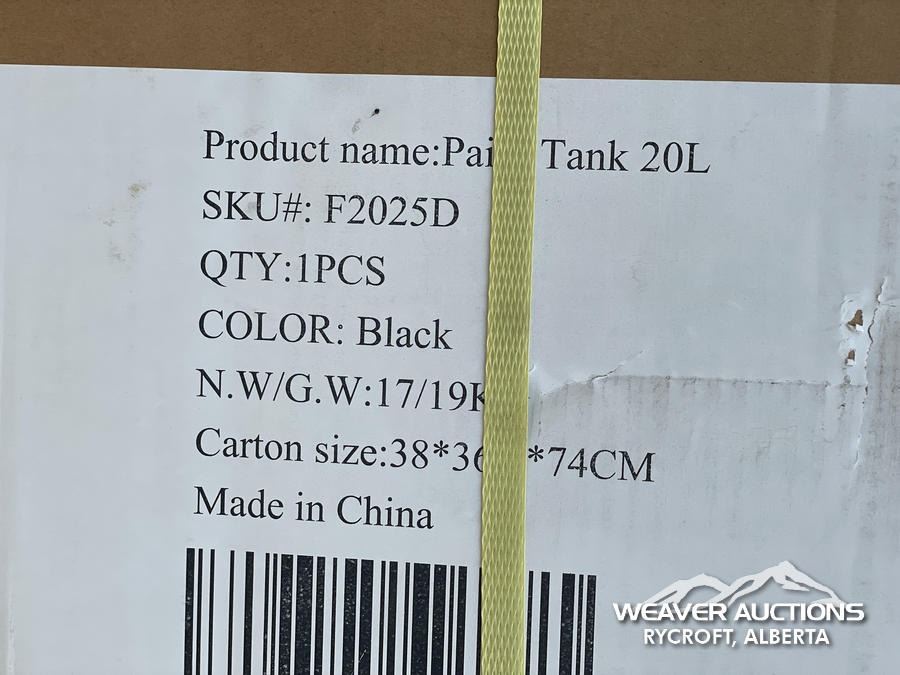 Product name:Pai Tank 20L
SKU#: F2025D
QTY:1PCS
COLOR: Black
N.W/G.W:17/19K
Carton size:38*36 *74CM
Made in China
WEAVER AUCTIONS
RYCROFT, ALBERTA